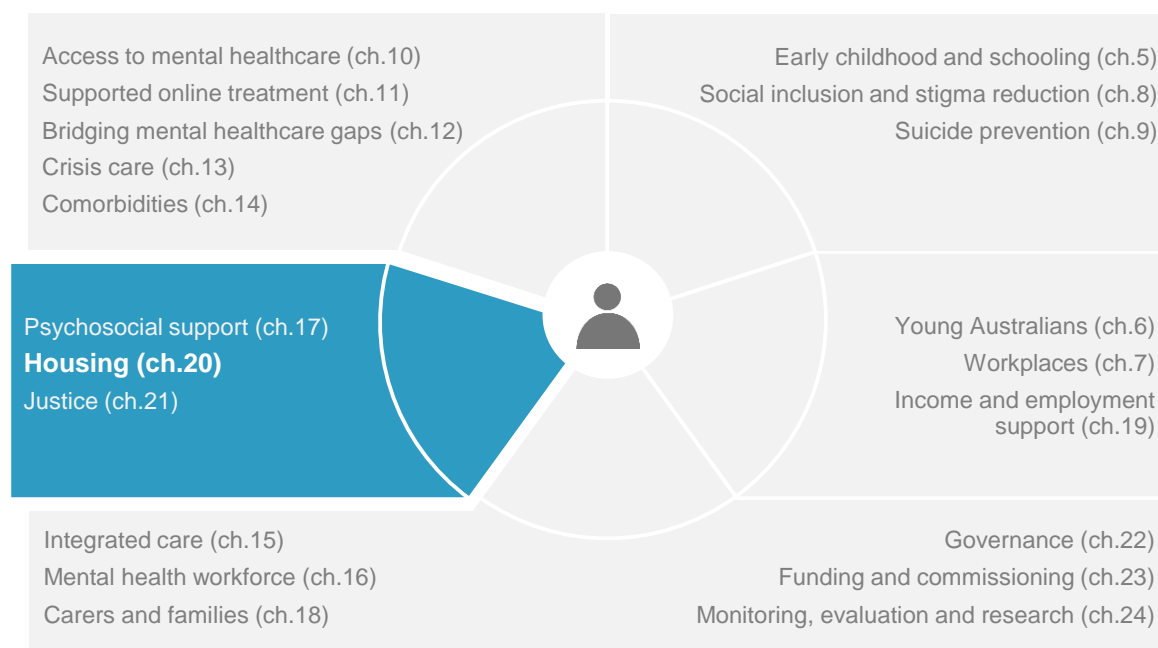 Access to mental healthcare (ch.10)
Supported online treatment (ch.11)
Bridging mental healthcare gaps (ch.12)
Crisis care (ch.13)
Comorbidities (ch.14)
Early childhood and schooling (ch.5)
Social inclusion and stigma reduction (ch.8)
Suicide prevention (ch.9)
Psychosocial support (ch.17)
Housing (ch.20)
Justice (ch.21)
Young Australians (ch.6)
Workplaces (ch.7)
Income and employment
support (ch.19)
Integrated care (ch.15)
Mental health workforce (ch.16)
Carers and families (ch.18)
Governance (ch.22)
Funding and commissioning (ch.23)
Monitoring, evaluation and research (ch.24)